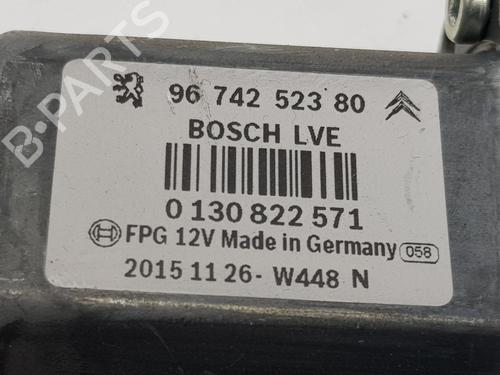 96 742 523 80
BOSCH LVE
0 130 822 571
FPG 12V Made in Germany 058
2015 11 26- W448 N
B-PARTS